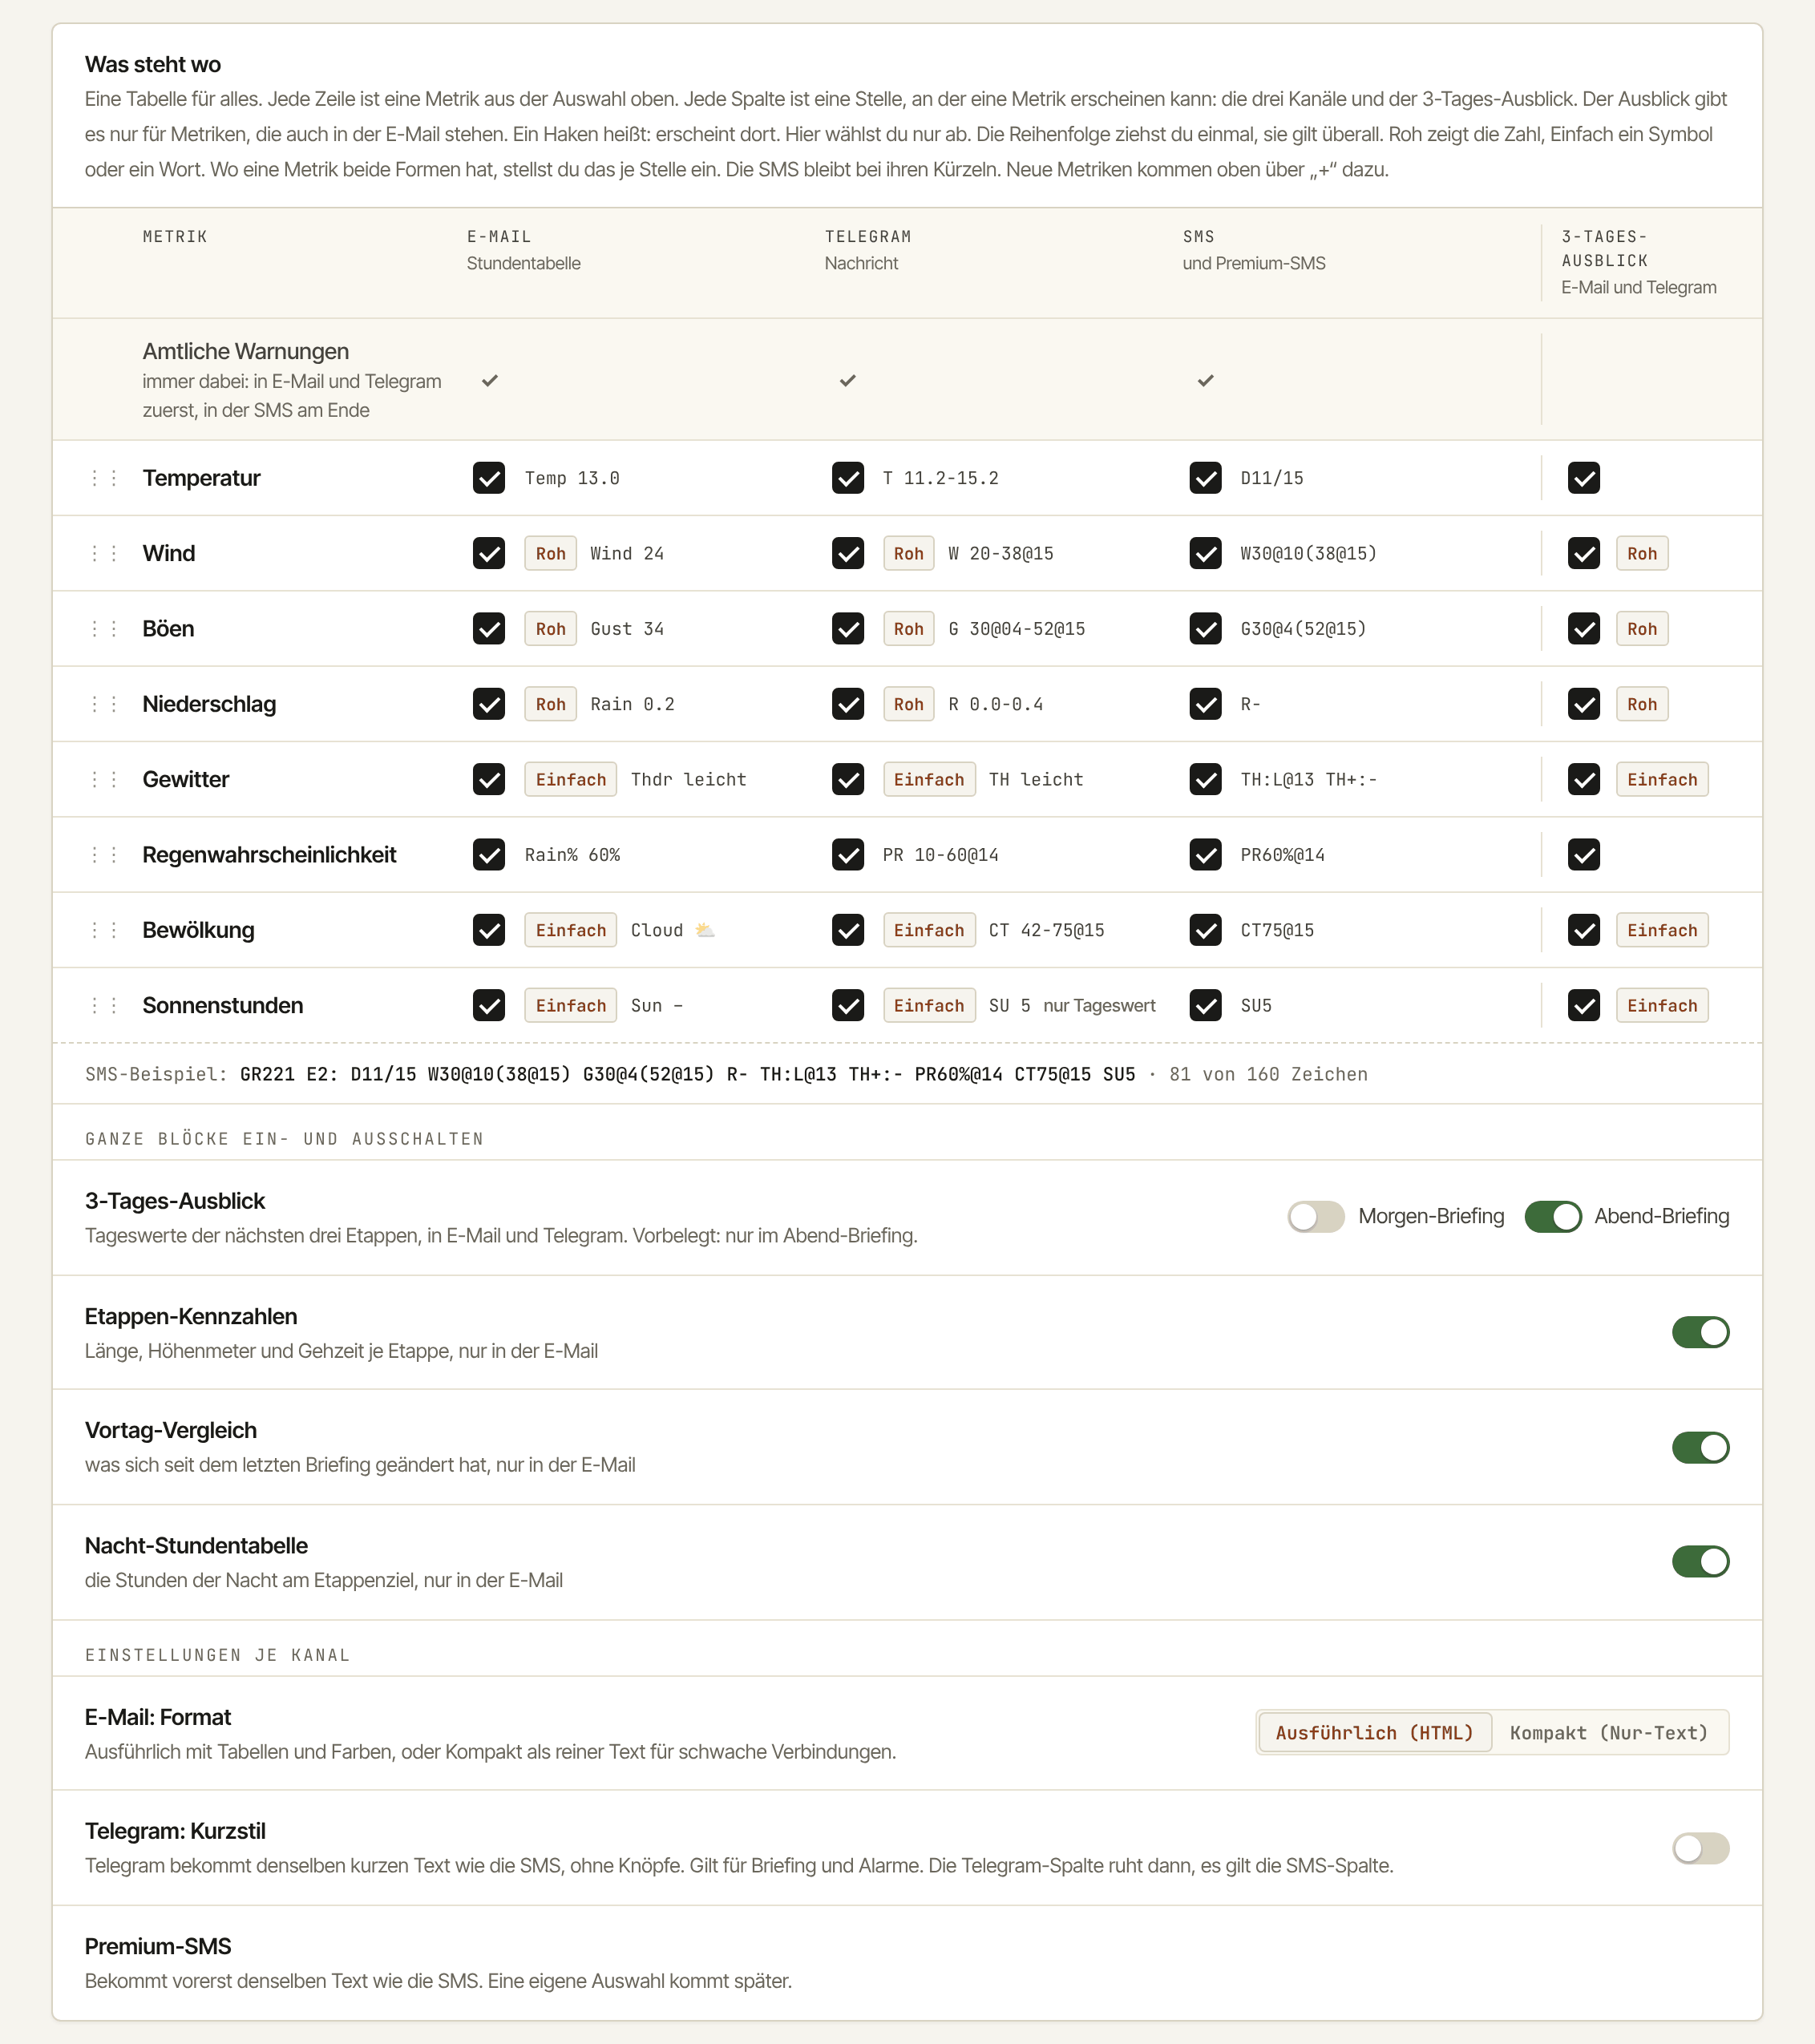 Was steht wo
Eine Tabelle für alles. Jede Zeile ist eine Metrik aus der Auswahl oben. Jede Spalte ist eine Stelle, an der eine Metrik erscheinen kann: die drei Kanäle und der 3-Tages-Ausblick. Der Ausblick gibt
es nur für Metriken, die auch in der E-Mail stehen. Ein Haken heißt: erscheint dort. Hier wählst du nur ab. Die Reihenfolge ziehst du einmal, sie gilt überall. Roh zeigt die Zahl, Einfach ein Symbol
oder ein Wort. Wo eine Metrik beide Formen hat, stellst du das je Stelle ein. Die SMS bleibt bei ihren Kürzeln. Neue Metriken kommen oben über „+“ dazu.
METRIK E-MAIL TELEGRAM SMS 3-TAGES-
AUSBLICK
Stundentabelle Nachricht und Premium-SMS E-Mail und Telegram
Amtliche Warnungen
immer dabei: in E-Mail und Telegram
zuerst, in der SMS am Ende
Temperatur Temp 13.0 T 11.2-15.2 D11/15
Wind Roh Wind 24 Roh W 20-38@15 W30@10(38@15) Roh
Böen Roh Gust 34 Roh G 30@04-52@15 G30@4(52@15) Roh
Niederschlag Roh Rain 0.2 Roh R 0.0-0.4 R- Roh
Gewitter Einfach Thdr leicht Einfach TH leicht TH:L@13 TH+:- Einfach
Regenwahrscheinlichkeit Rain% 60% PR 10-60@14 PR60%@14
Bewölkung Einfach Cloud ⛅ Einfach CT 42-75@15 CT75@15 Einfach
Sonnenstunden Einfach Sun – Einfach SU 5 nur Tageswert SU5 Einfach
SMS-Beispiel: GR221 E2: D11/15 W30@10(38@15) G30@4(52@15) R- TH:L@13 TH+:- PR60%@14 CT75@15 SU5 · 81 von 160 Zeichen
GANZE BLÖCKE EIN- UND AUSSCHALTEN
3-Tages-Ausblick
Tageswerte der nächsten drei Etappen, in E-Mail und Telegram. Vorbelegt: nur im Abend-Briefing.
Morgen-Briefing Abend-Briefing
Etappen-Kennzahlen
Länge, Höhenmeter und Gehzeit je Etappe, nur in der E-Mail
Vortag-Vergleich
was sich seit dem letzten Briefing geändert hat, nur in der E-Mail
Nacht-Stundentabelle
die Stunden der Nacht am Etappenziel, nur in der E-Mail
EINSTELLUNGEN JE KANAL
E-Mail: Format
Ausführlich mit Tabellen und Farben, oder Kompakt als reiner Text für schwache Verbindungen.
Ausführlich (HTML) Kompakt (Nur-Text)
Telegram: Kurzstil
Telegram bekommt denselben kurzen Text wie die SMS, ohne Knöpfe. Gilt für Briefing und Alarme. Die Telegram-Spalte ruht dann, es gilt die SMS-Spalte.
Premium-SMS
Bekommt vorerst denselben Text wie die SMS. Eine eigene Auswahl kommt später.